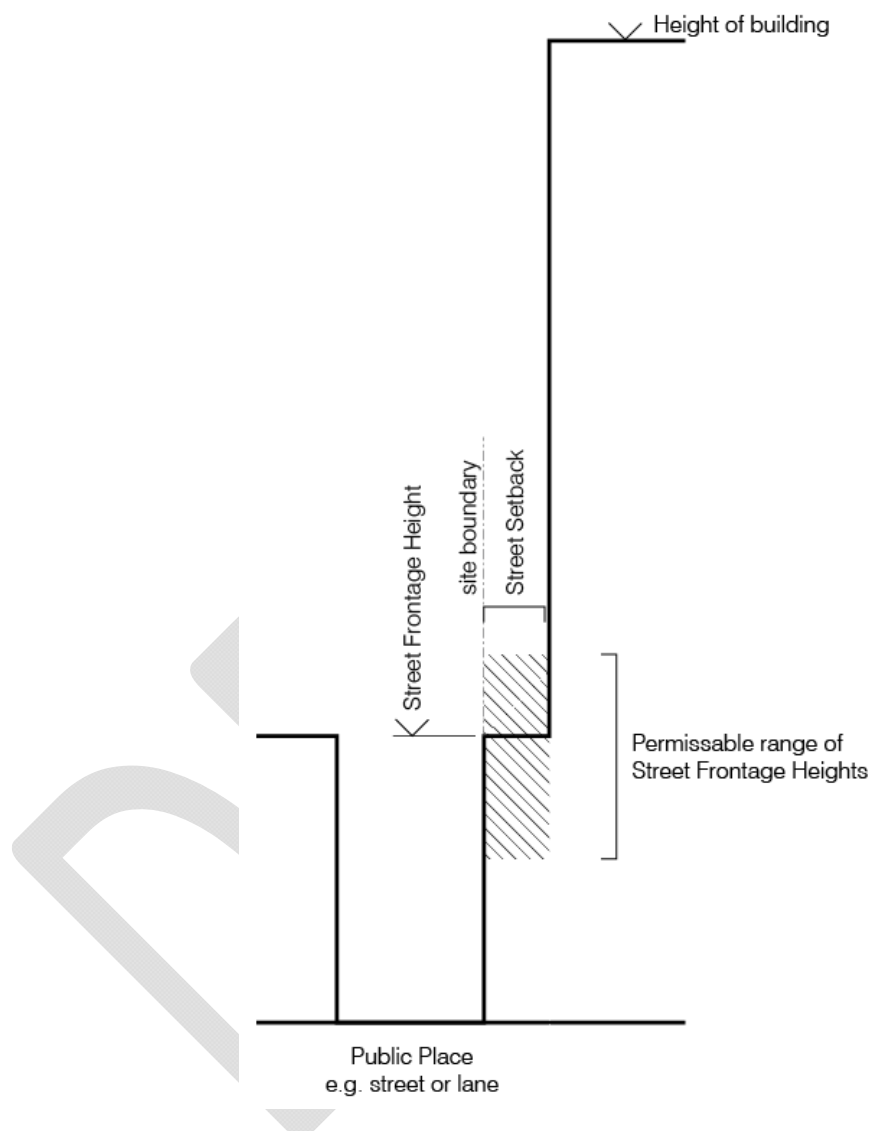 Height of building
Street Frontage Height
site boundary
Street Setback
Permissable range of
Street Frontage Heights
Public Place
e.g. street or lane